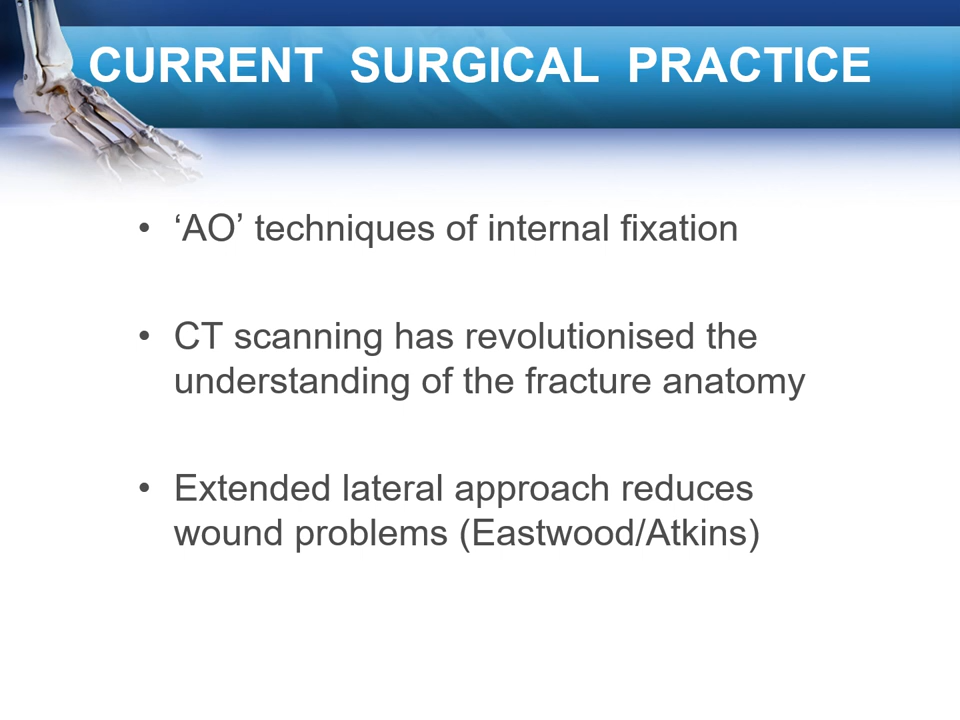 CURRENT SURGICAL PRACTICE
• ‘AO’ techniques of internal fixation
• CT scanning has revolutionised the
understanding of the fracture anatomy
• Extended lateral approach reduces
wound problems (Eastwood/Atkins)